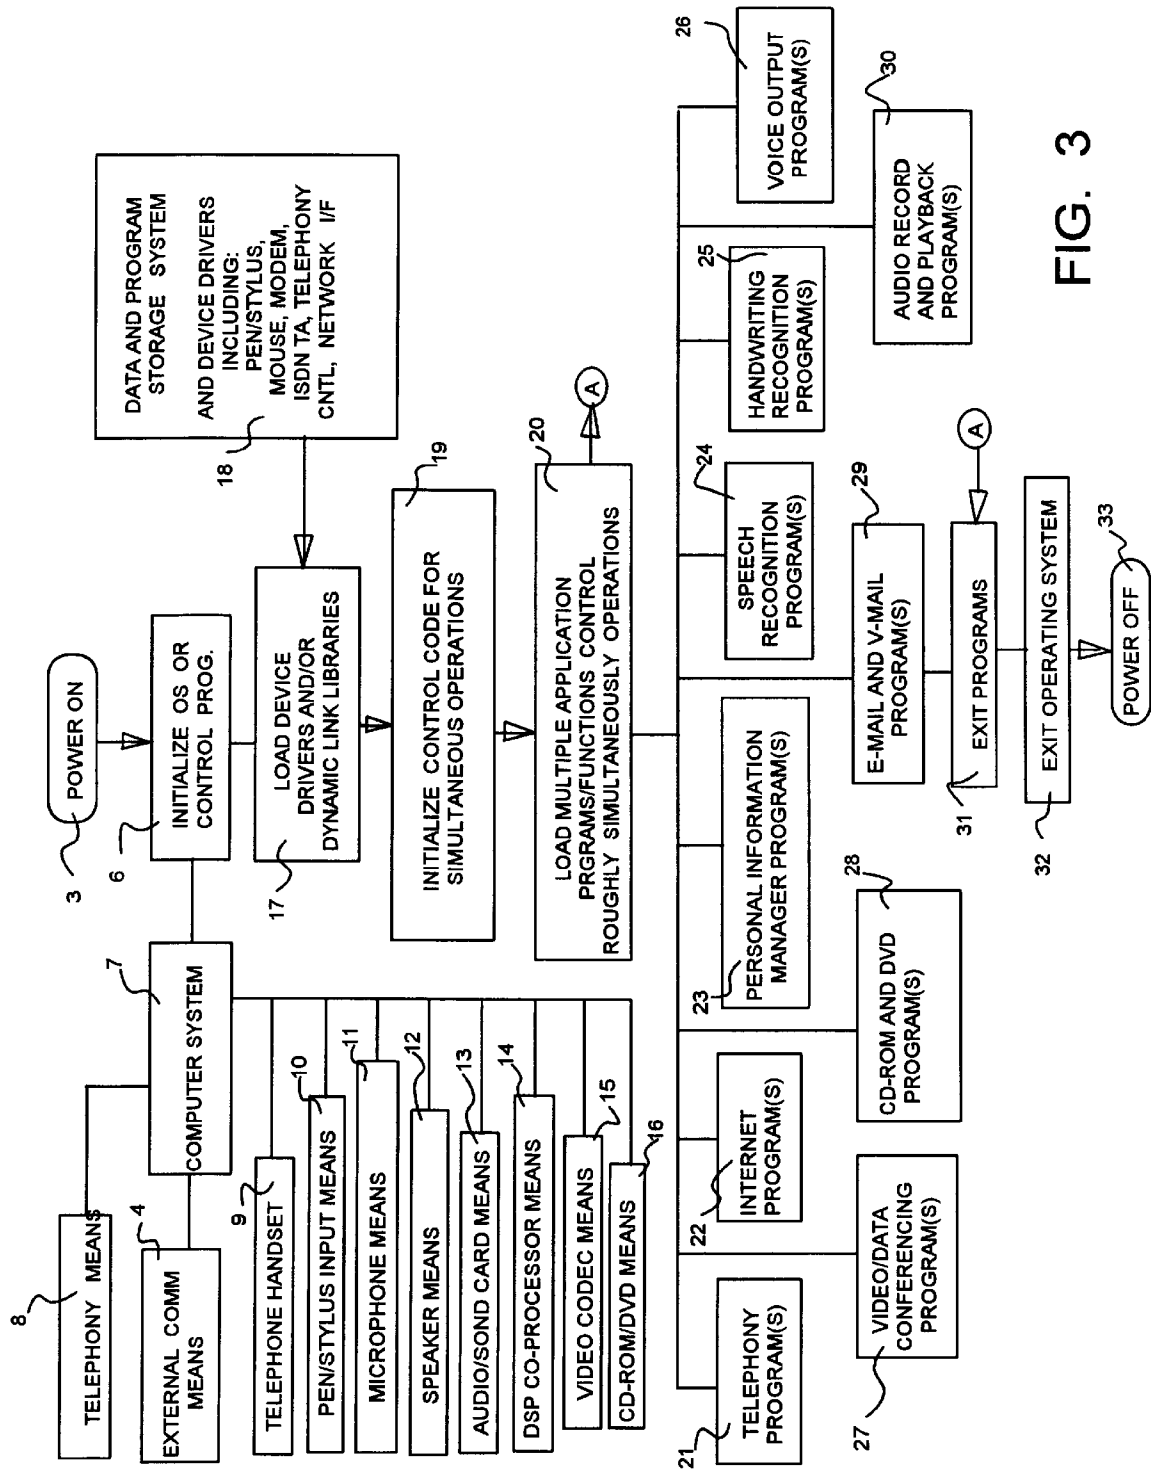 3
POWER ON
6
INITIALIZE OS OR
CONTROL PROG.
7
COMPUTER SYSTEM
8
TELEPHONY MEANS
4
EXTERNAL COMM
MEANS
9
TELEPHONE HANDSET
10
PEN/STYLUS INPUT MEANS
11
MICROPHONE MEANS
12
SPEAKER MEANS
13
AUDIO/SOND CARD MEANS
14
DSP CO-PROCESSOR MEANS
15
VIDEO CODEC MEANS
16
CD-ROM/DVD MEANS
17
LOAD DEVICE
DRIVERS AND/OR
DYNAMIC LINK LIBRARIES
DATA AND PROGRAM
STORAGE SYSTEM
AND DEVICE DRIVERS
INCLUDING:
PEN/STYLUS,
MOUSE, MODEM,
ISDN TA, TELEPHONY
CNTL, NETWORK I/F
18
19
INITIALIZE CONTROL CODE FOR
SIMULTANEOUS OPERATIONS
20
LOAD MULTIPLE APPLICATION
PRGRAMS/FUNCTIONS CONTROL
ROUGHLY SIMULTANEOUSLY OPERATIONS
A
21
TELEPHONY
PROGRAM(S)
22
INTERNET
PROGRAM(S)
23
PERSONAL INFORMATION
MANAGER PROGRAM(S)
24
SPEECH
RECOGNITION
PROGRAM(S)
25
HANDWRITING
RECOGNITION
PROGRAM(S)
26
VOICE OUTPUT
PROGRAM(S)
27
VIDEO/DATA
CONFERENCING
PROGRAM(S)
28
CD-ROM AND DVD
PROGRAM(S)
29
E-MAIL AND V-MAIL
PROGRAM(S)
30
AUDIO RECORD
AND PLAYBACK
PROGRAM(S)
A
31
EXIT PROGRAMS
32
EXIT OPERATING SYSTEM
33
POWER OFF
FIG. 3